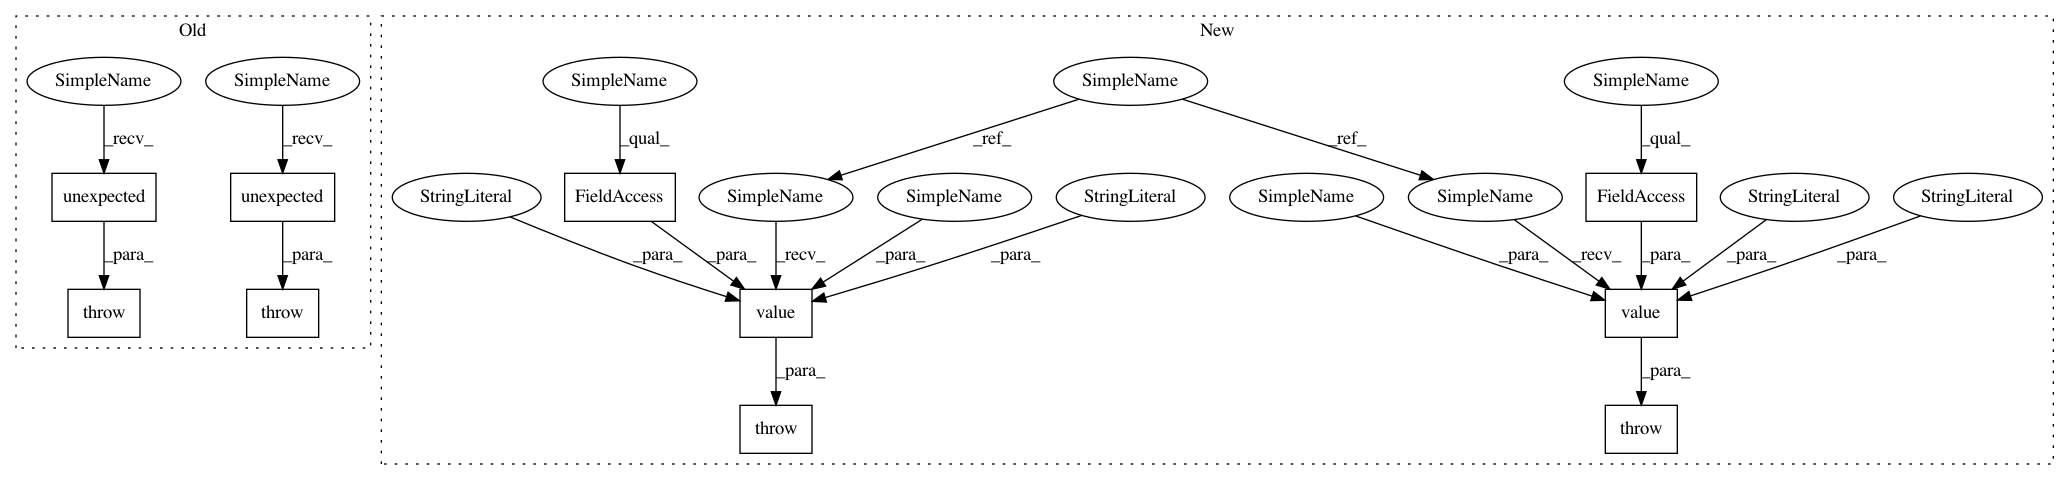 Old
New
SimpleName SimpleName SimpleName SimpleName SimpleName
_recv_ _recv_ _qual_ _ref_ _ref_ _qual_
unexpected unexpected StringLiteral FieldAccess SimpleName SimpleName StringLiteral SimpleName SimpleName FieldAccess StringLiteral StringLiteral
_para_ _para_ _para_ _para_ _recv_ _para_ _para_ _para_ _recv_ _para_ _para_ _para_
throw throw value value
_para_ _para_
throw throw